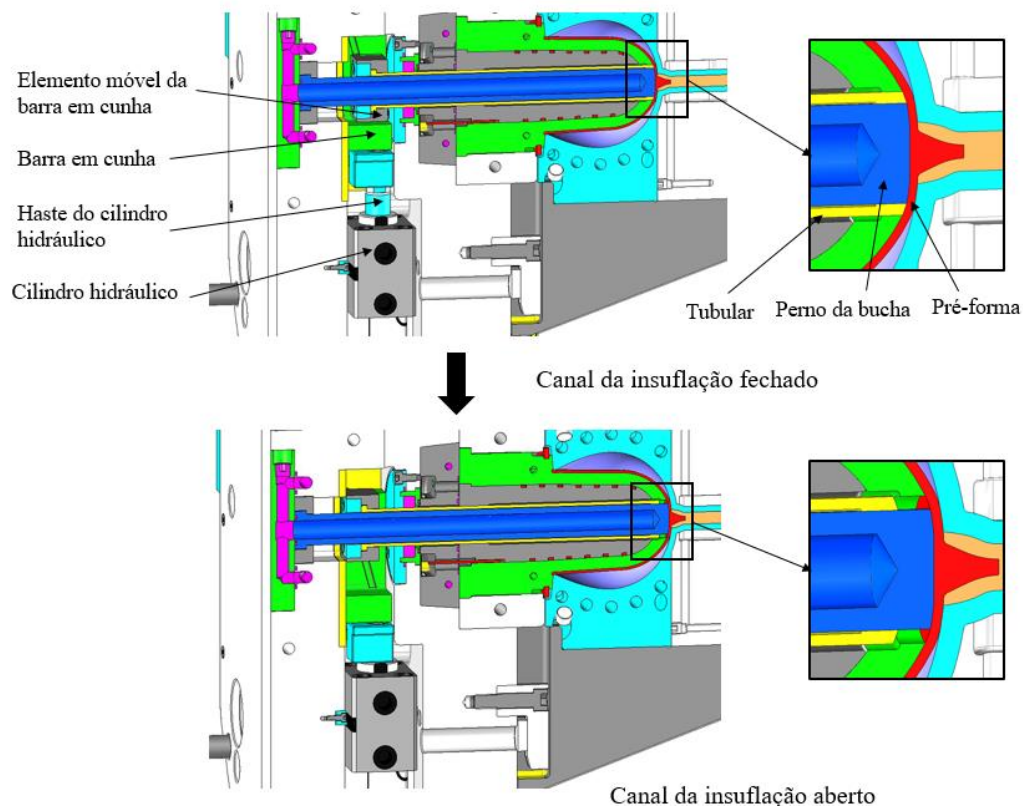 Elemento móvel da
barra em cunha
Barra em cunha
Haste do cilindro
hidráulico
Cilindro hidráulico
Tubular
Perno da bucha
Pré-forma
Canal da insuflação fechado
Canal da insuflação aberto